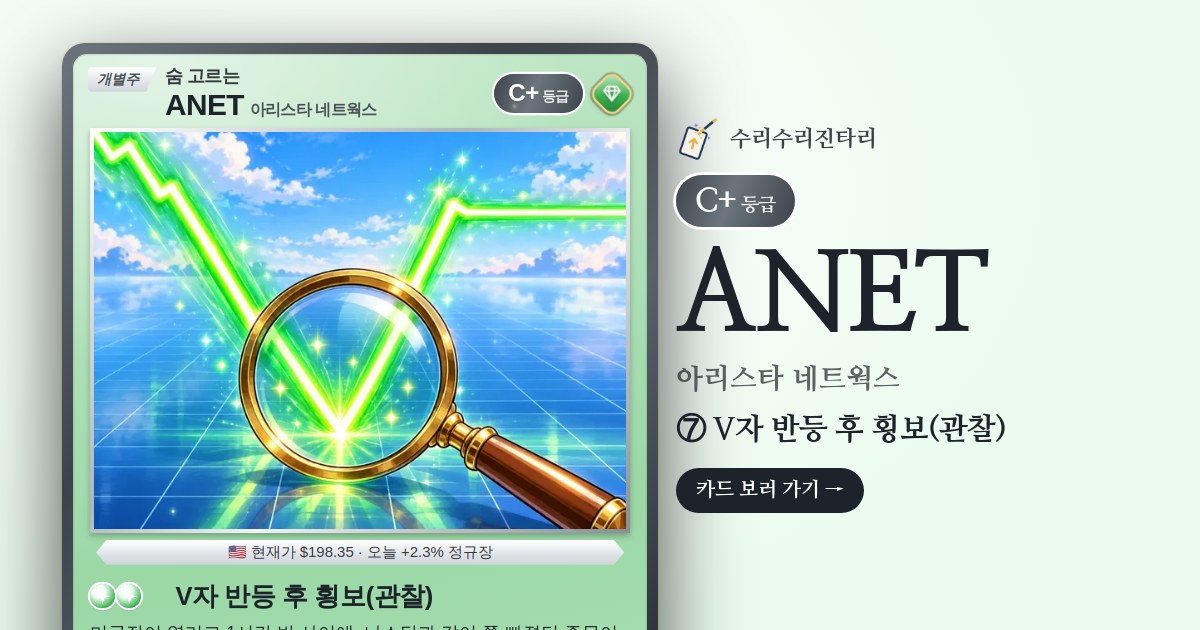 개별주
숨 고르는
ANET 아리스타 네트웍스
C+ 등급
🇺🇸 현재가 $198.35 · 오늘 +2.3% 정규장
V자 반등 후 횡보(관찰)
수리수리진타리
C+ 등급
ANET
아리스타 네트웍스
⑦ V자 반등 후 횡보(관찰)
카드 보러 가기 →